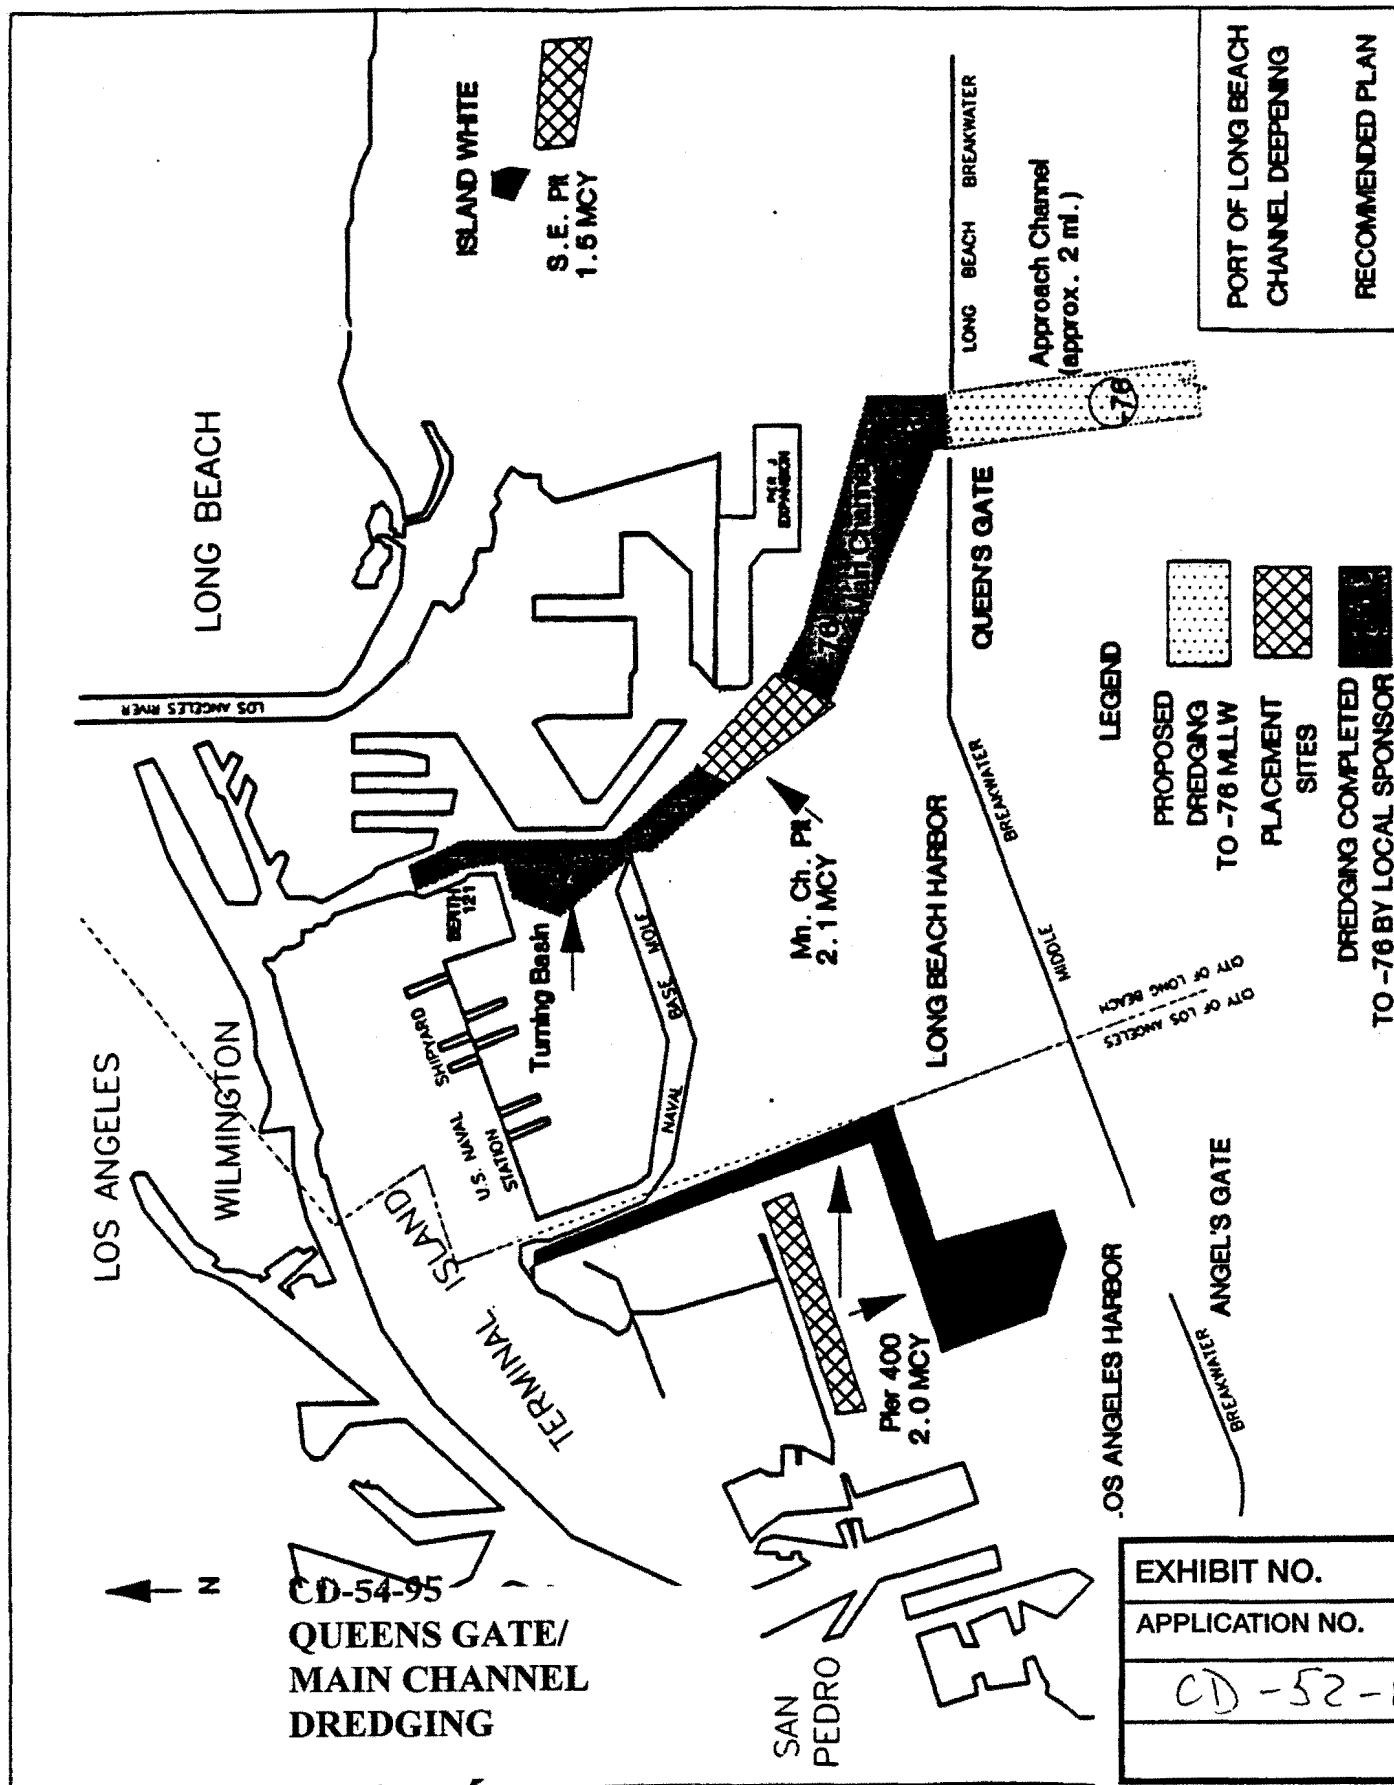 LOS ANGELES
WILMINGTON
LONG BEACH
LOS ANGELES RIVER
TERMINAL ISLAND
U.S. NAVAL SHIPYARD
STATION
BERTH
121
Turning Basin
NAVAL BASE MOLE
ISLAND WHITE
S.E. Pit
1.5 MCY
PIER J
EXPANSION
-76
Main Channel
Mn. Ch. Pit
2.1 MCY
LONG BEACH HARBOR
QUEEN'S GATE
LONG BEACH BREAKWATER
Approach Channel
(approx. 2 mi.)
-76
MIDDLE BREAKWATER
CITY OF LONG BEACH
CITY OF LOS ANGELES
Pier 400
2.0 MCY
.OS ANGELES HARBOR
ANGEL'S GATE
BREAKWATER
SAN
PEDRO
N
LEGEND
PROPOSED
DREDGING
TO -76 MLLW
PLACEMENT
SITES
DREDGING COMPLETED
TO -76 BY LOCAL SPONSOR
PORT OF LONG BEACH
CHANNEL DEEPENING
RECOMMENDED PLAN
CD-54-95
QUEENS GATE/
MAIN CHANNEL
DREDGING
EXHIBIT NO.
APPLICATION NO.
CD-52-